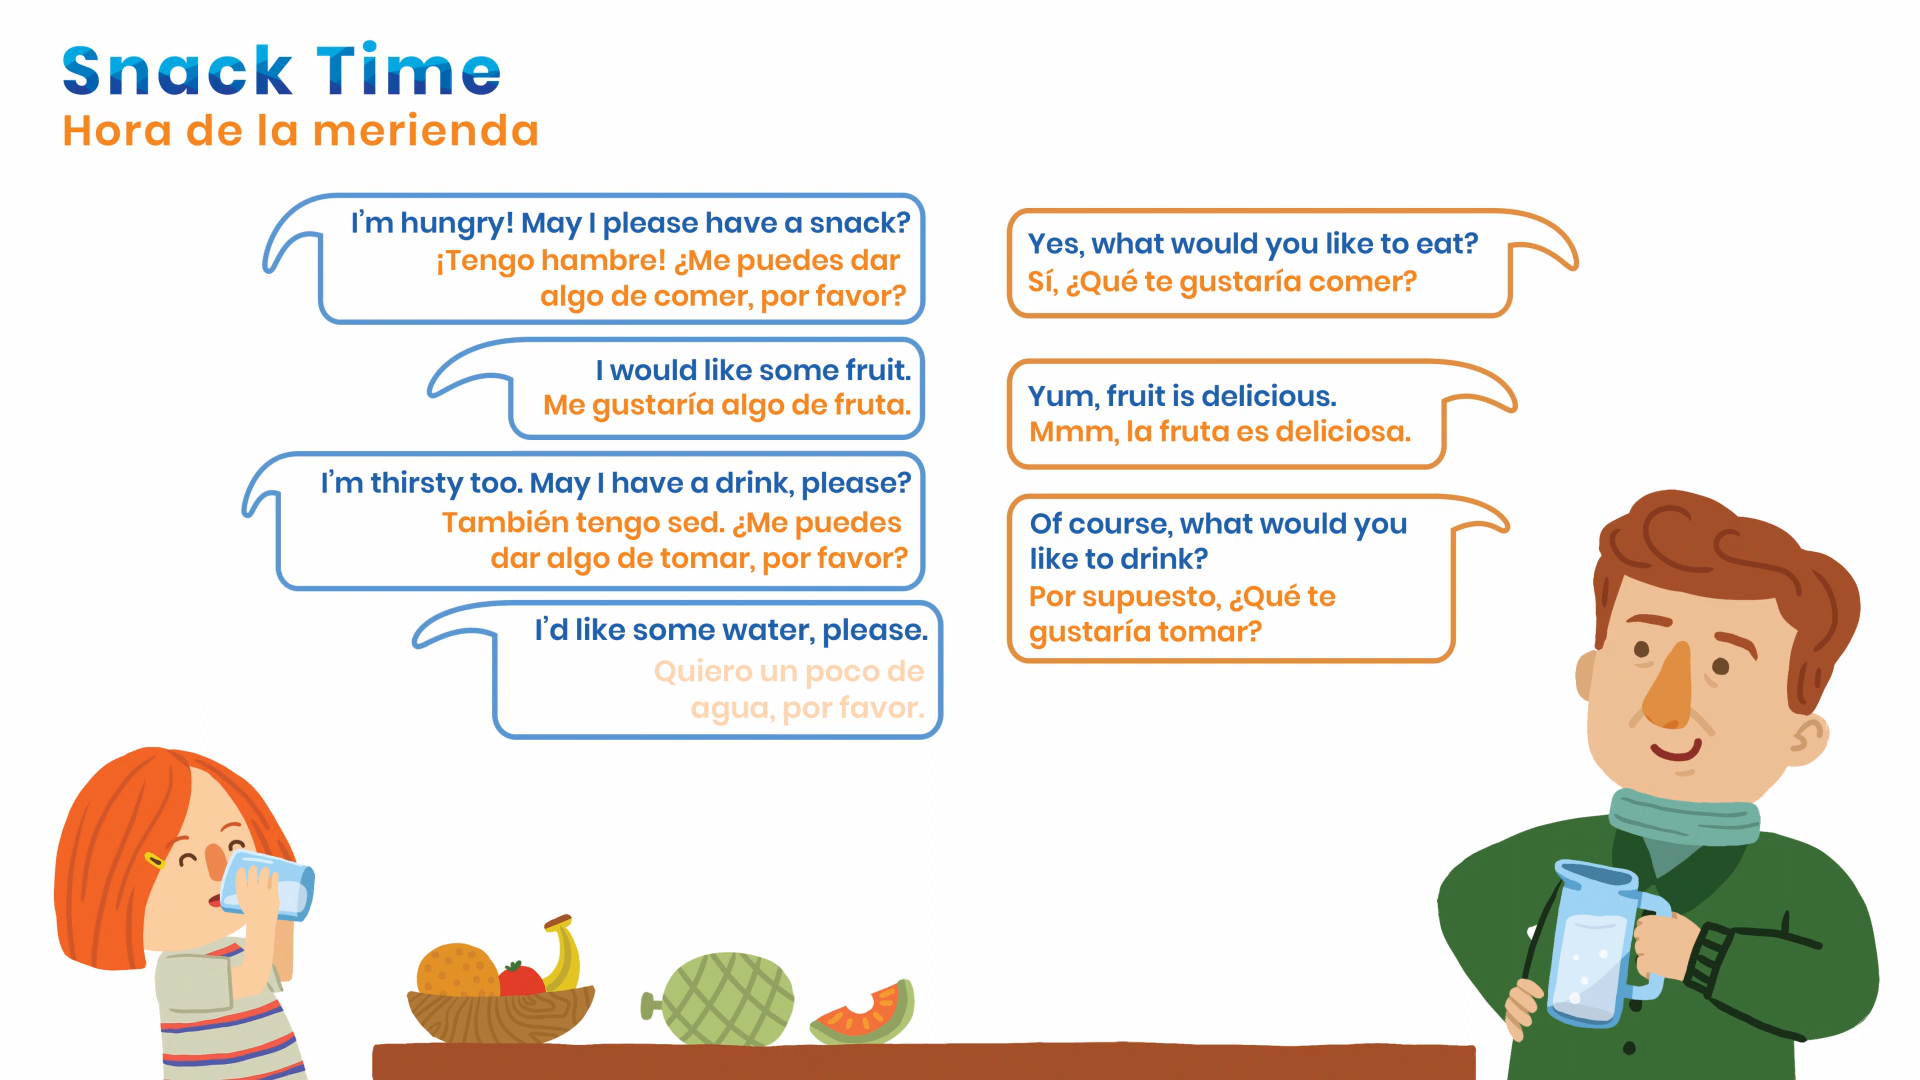 Snack Time
Hora de la merienda
I'm hungry! May I please have a snack?
¡Tengo hambre! ¿Me puedes dar
algo de comer, por favor?
Yes, what would you like to eat?
Sí, ¿Qué te gustaría comer?
I would like some fruit.
Me gustaría algo de fruta.
Yum, fruit is delicious.
Mmm, la fruta es deliciosa.
I'm thirsty too. May I have a drink, please?
También tengo sed. ¿Me puedes
dar algo de tomar, por favor?
Of course, what would you
like to drink?
Por supuesto, ¿Qué te
gustaría tomar?
I'd like some water, please.
Quiero un poco de
agua, por favor.